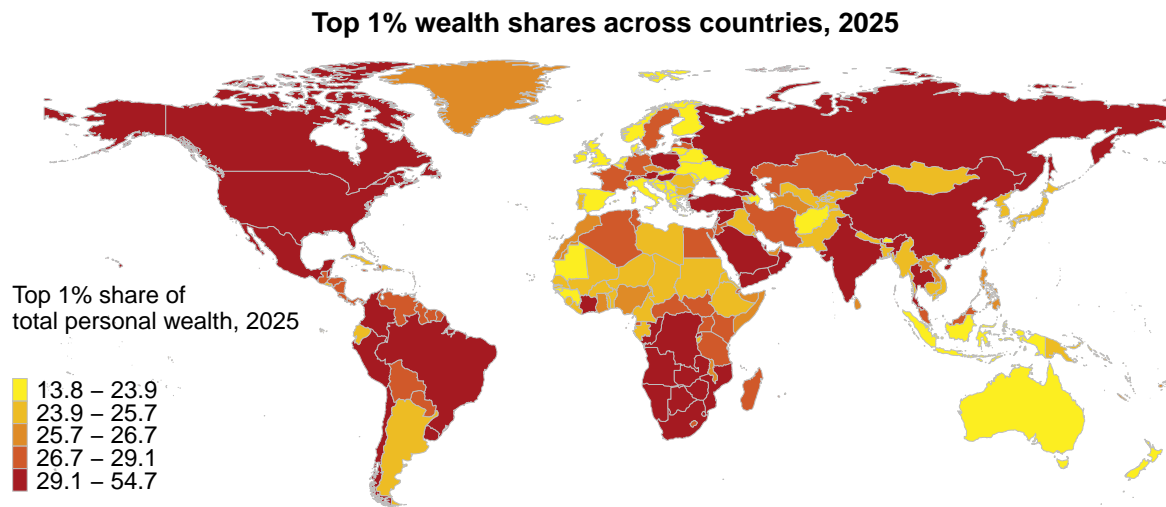 Top 1% wealth shares across countries, 2025
Top 1% share of
total personal wealth, 2025
13.8 – 23.9
23.9 – 25.7
25.7 – 26.7
26.7 – 29.1
29.1 – 54.7